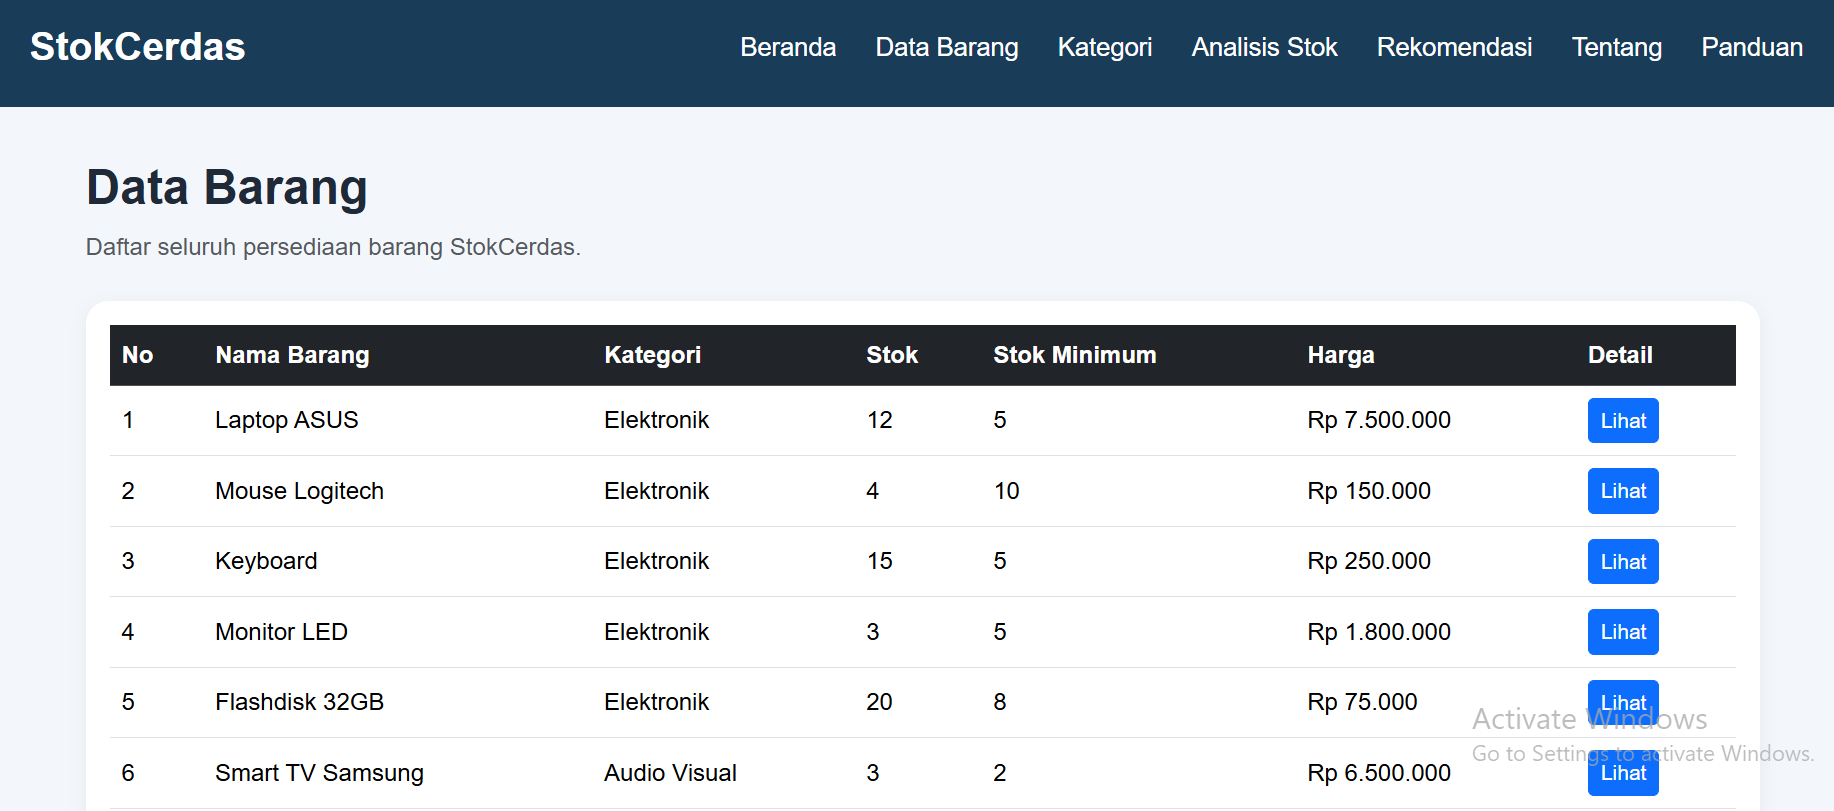 StokCerdas Beranda Data Barang Kategori Analisis Stok Rekomendasi Tentang Panduan
Data Barang
Daftar seluruh persediaan barang StokCerdas.
No Nama Barang Kategori Stok Stok Minimum Harga Detail
1 Laptop ASUS Elektronik 12 5 Rp 7.500.000 Lihat
2 Mouse Logitech Elektronik 4 10 Rp 150.000 Lihat
3 Keyboard Elektronik 15 5 Rp 250.000 Lihat
4 Monitor LED Elektronik 3 5 Rp 1.800.000 Lihat
5 Flashdisk 32GB Elektronik 20 8 Rp 75.000 Lihat
Activate Windows
Go to Settings to activate Windows.
6 Smart TV Samsung Audio Visual 3 2 Rp 6.500.000 Lihat